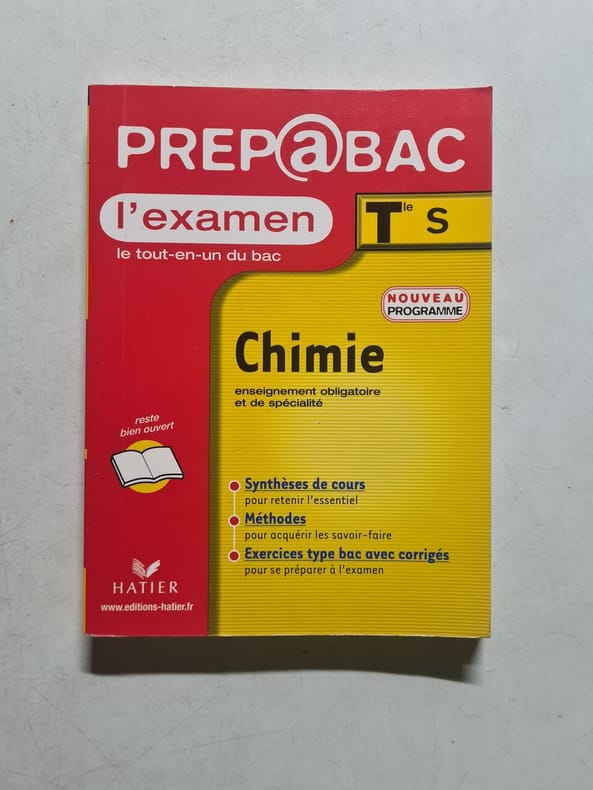 PREP@BAC
l'examen
le tout-en-un du bac
Tle S
NOUVEAU
PROGRAMME
Chimie
enseignement obligatoire
et de spécialité
reste
bien ouvert
Synthèses de cours
pour retenir l'essentiel
Méthodes
pour acquérir les savoir-faire
Exercices type bac avec corrigés
pour se préparer à l'examen
HATIER
www.editions-hatier.fr